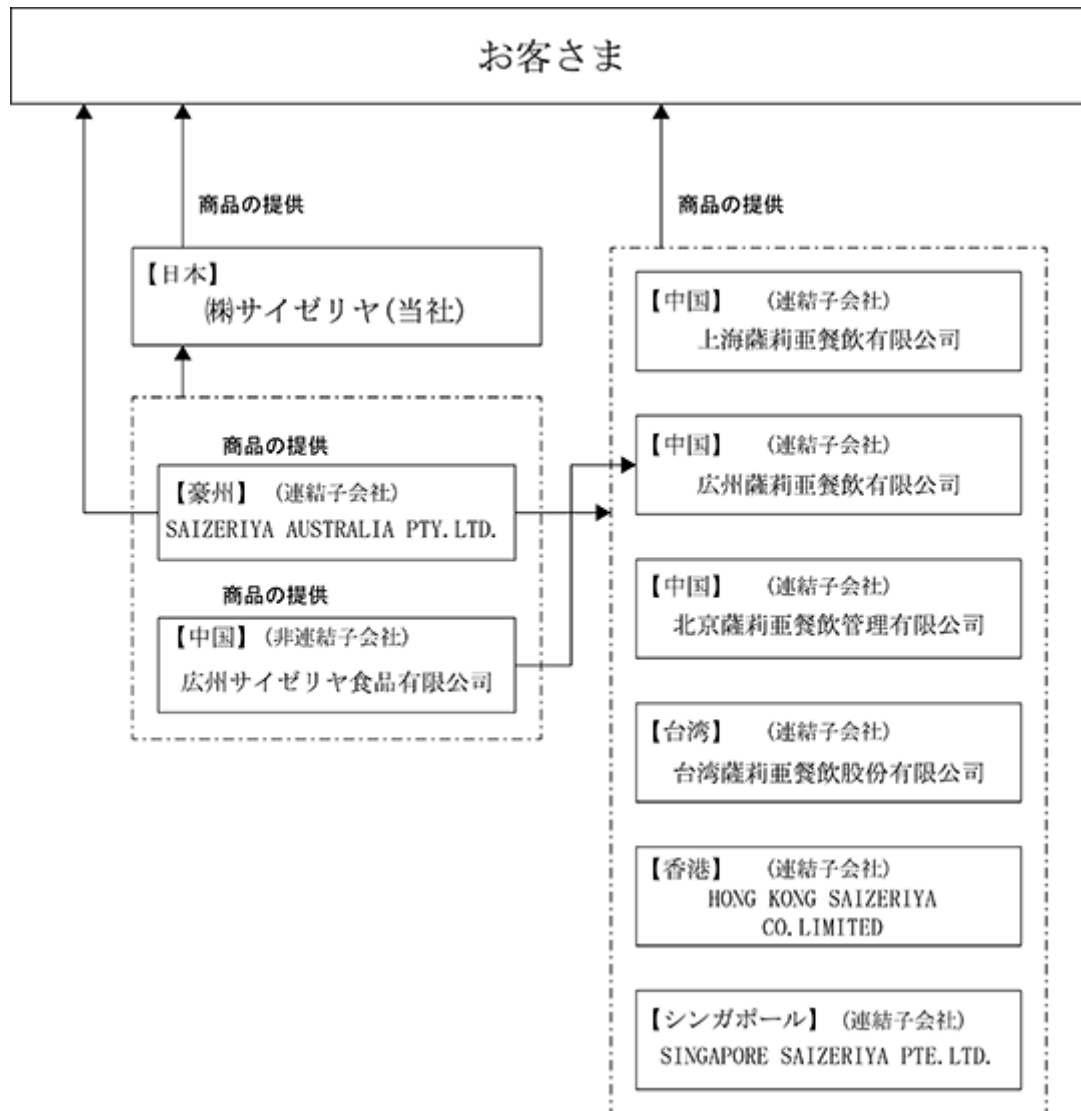 お客さま
商品の提供
商品の提供
【日本】
㈱サイゼリヤ(当社)
商品の提供
【豪州】 (連結子会社)
SAIZERIYA AUSTRALIA PTY.LTD.
商品の提供
【中国】 (非連結子会社)
広州サイゼリヤ食品有限公司
【中国】 (連結子会社)
上海薩莉亜餐飲有限公司
【中国】 (連結子会社)
広州薩莉亜餐飲有限公司
【中国】 (連結子会社)
北京薩莉亜餐飲管理有限公司
【台湾】 (連結子会社)
台湾薩莉亜餐飲股份有限公司
【香港】 (連結子会社)
HONG KONG SAIZERIYA
CO.LIMITED
【シンガポール】 (連結子会社)
SINGAPORE SAIZERIYA PTE.LTD.